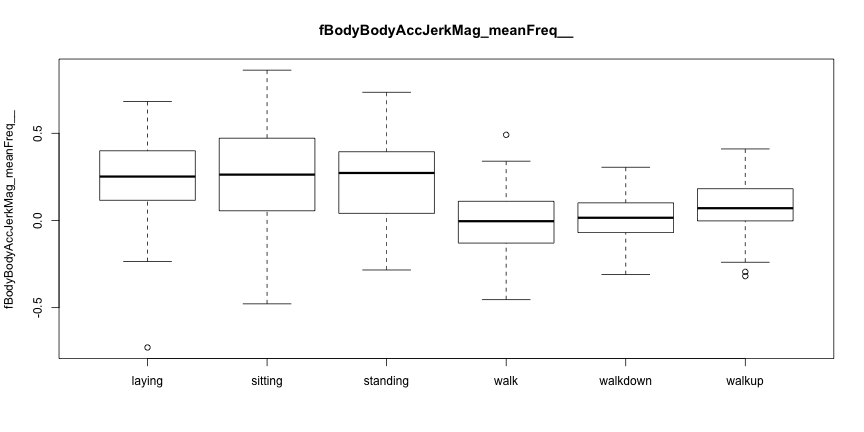 fBodyBodyAccJerkMag_meanFreq__
fBodyBodyAccJerkMag_meanFreq__
0.5
0.0
-0.5
laying sitting standing walk walkdown walkup